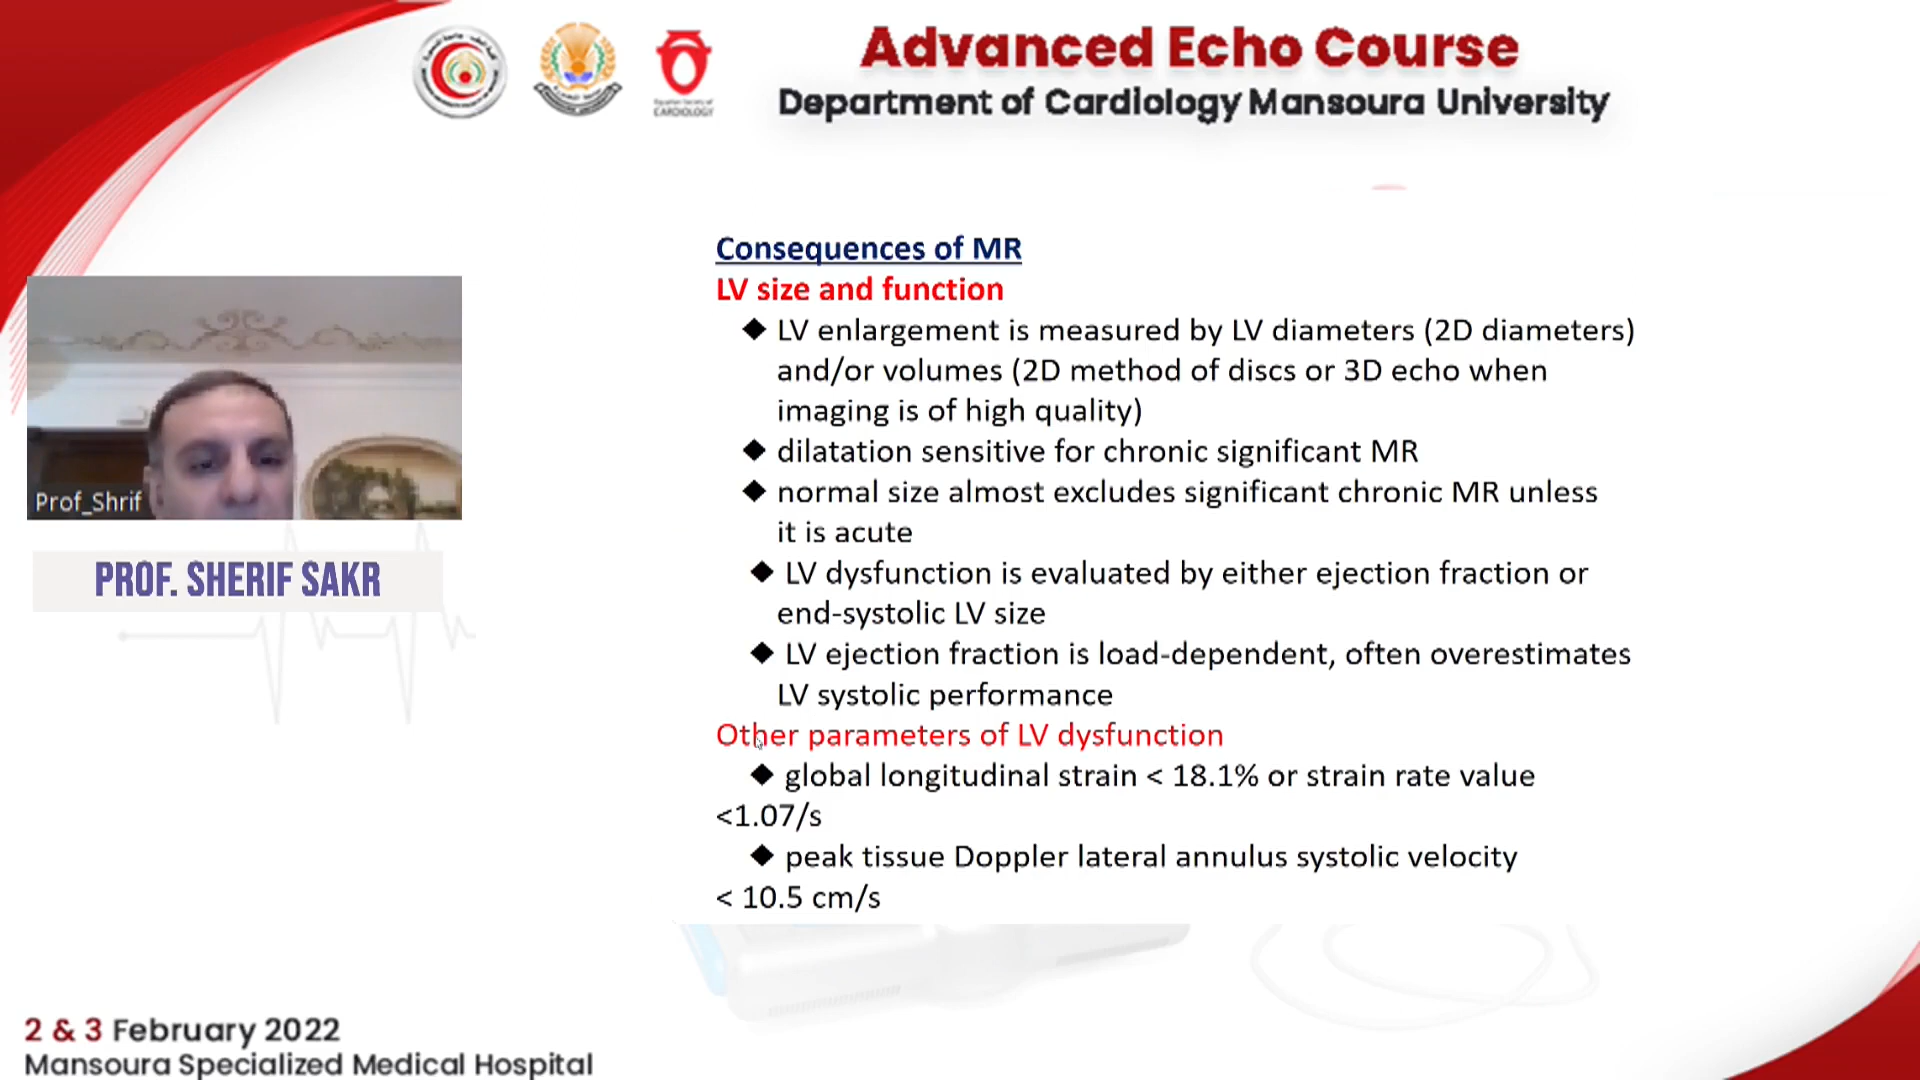 Advanced Echo Course
Department of Cardiology Mansoura University
Egyptian Society of
CARDIOLOGY
Consequences of MR
LV size and function
◆ LV enlargement is measured by LV diameters (2D diameters)
and/or volumes (2D method of discs or 3D echo when
imaging is of high quality)
◆ dilatation sensitive for chronic significant MR
◆ normal size almost excludes significant chronic MR unless
it is acute
◆ LV dysfunction is evaluated by either ejection fraction or
end-systolic LV size
◆ LV ejection fraction is load-dependent, often overestimates
LV systolic performance
Other parameters of LV dysfunction
◆ global longitudinal strain < 18.1% or strain rate value
<1.07/s
◆ peak tissue Doppler lateral annulus systolic velocity
< 10.5 cm/s
Prof_Shrif
PROF. SHERIF SAKR
2 & 3 February 2022
Mansoura Specialized Medical Hospital